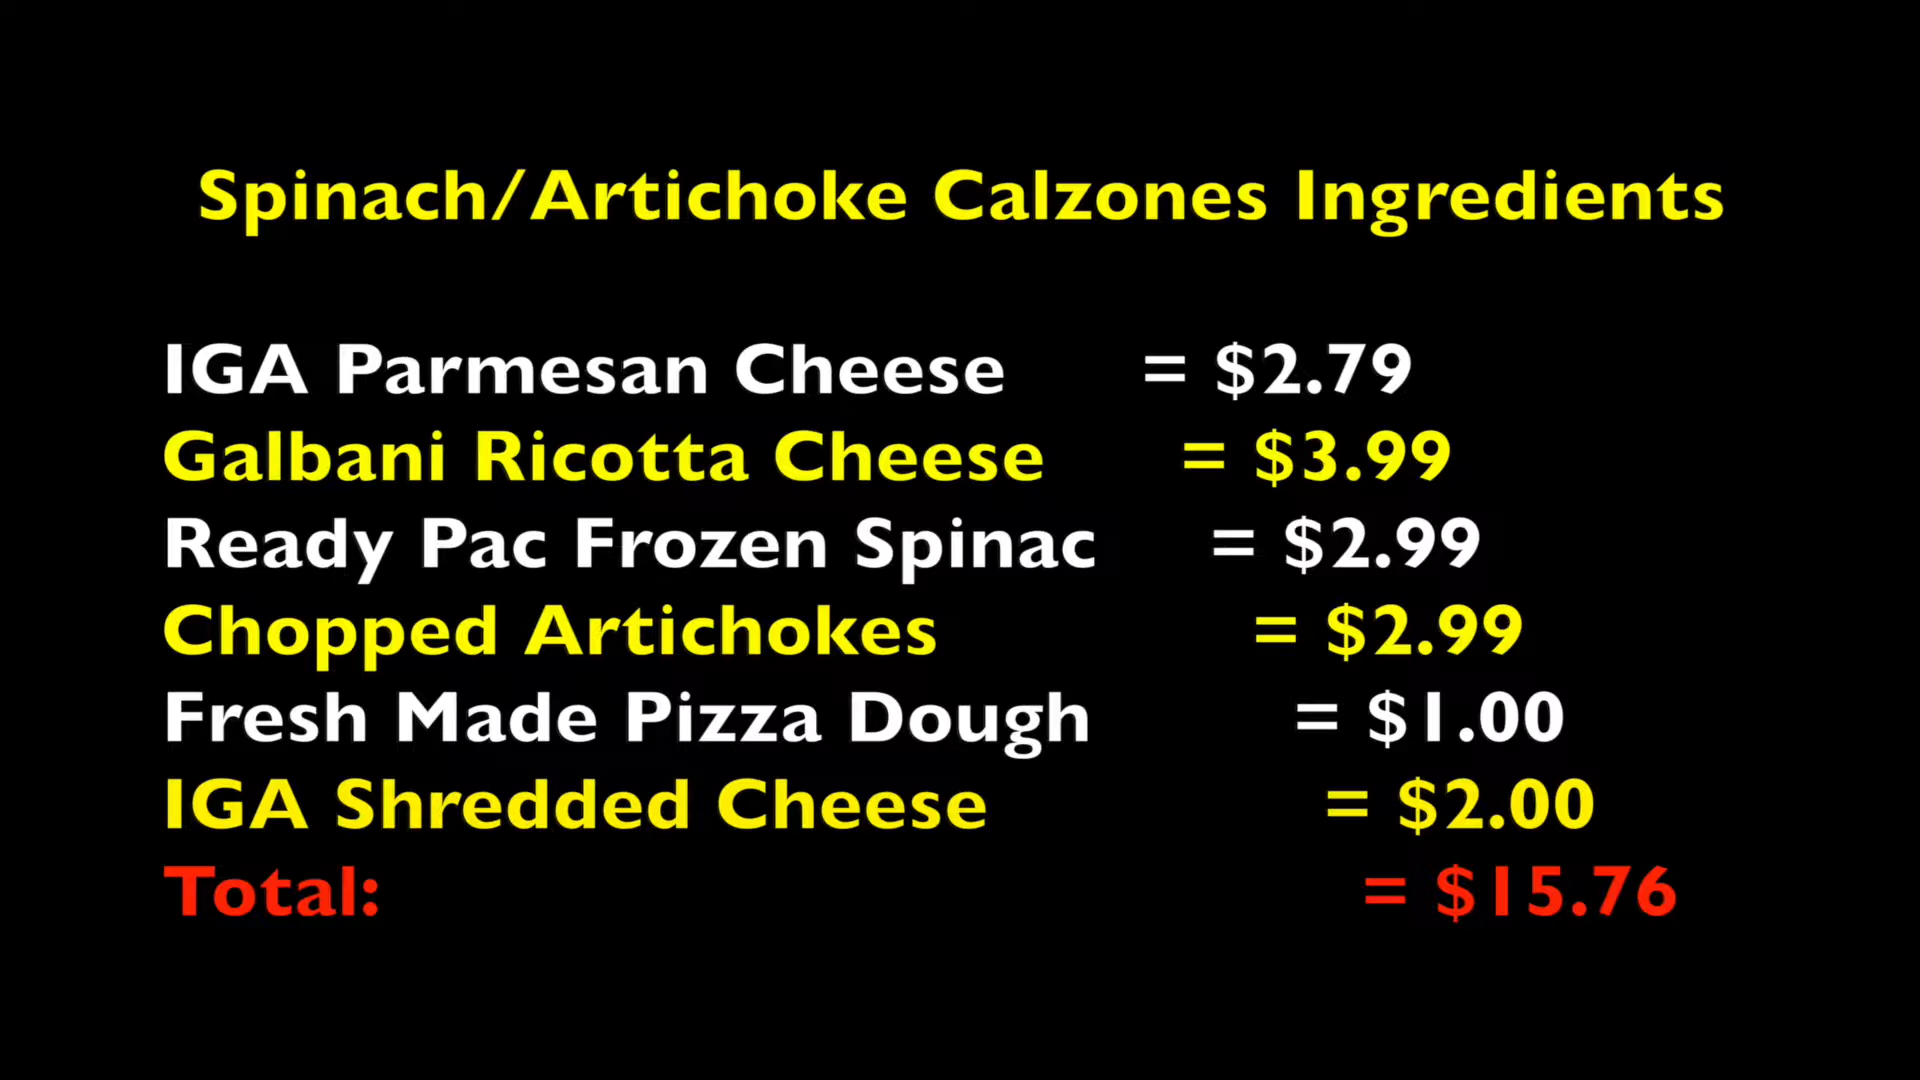 Spinach/Artichoke Calzones Ingredients
IGA Parmesan Cheese = $2.79
Galbani Ricotta Cheese = $3.99
Ready Pac Frozen Spinac = $2.99
Chopped Artichokes = $2.99
Fresh Made Pizza Dough = $1.00
IGA Shredded Cheese = $2.00
Total: = $15.76